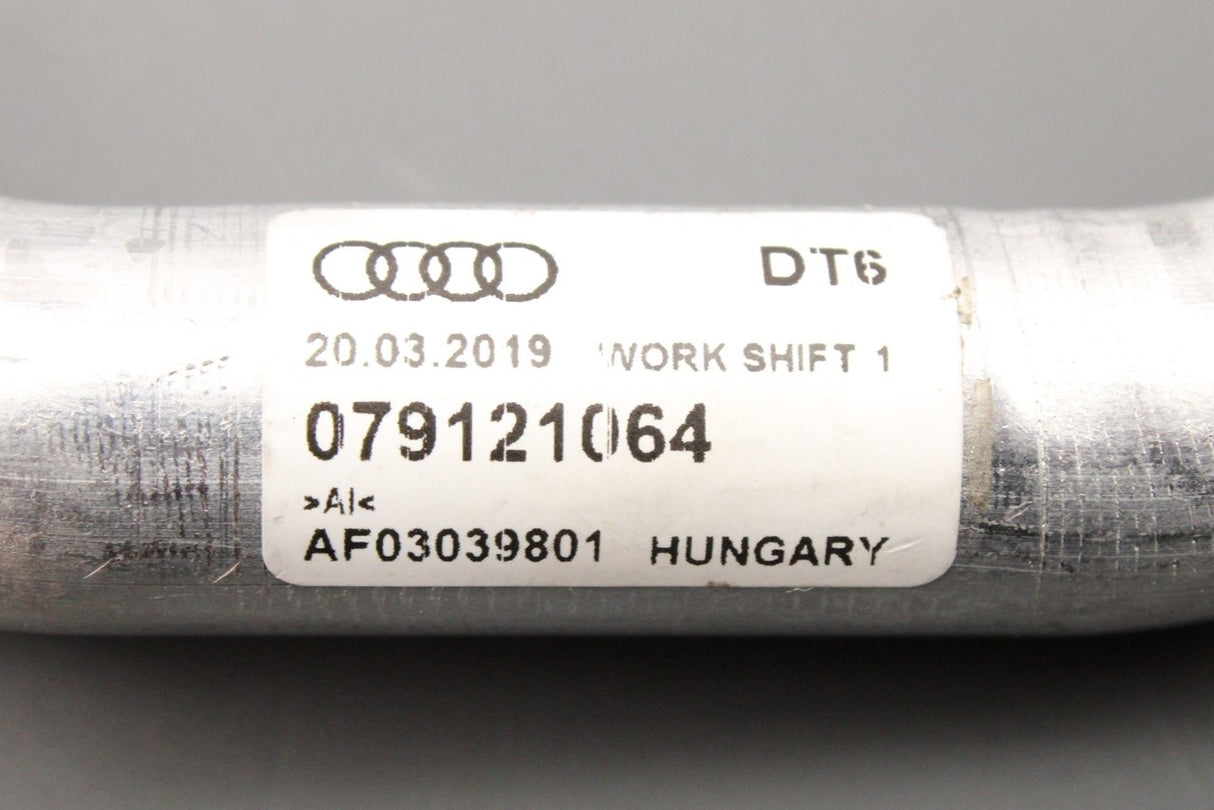 DT6
20.03.2019 WORK SHIFT 1
079121064
>Al<
AF03039801 HUNGARY